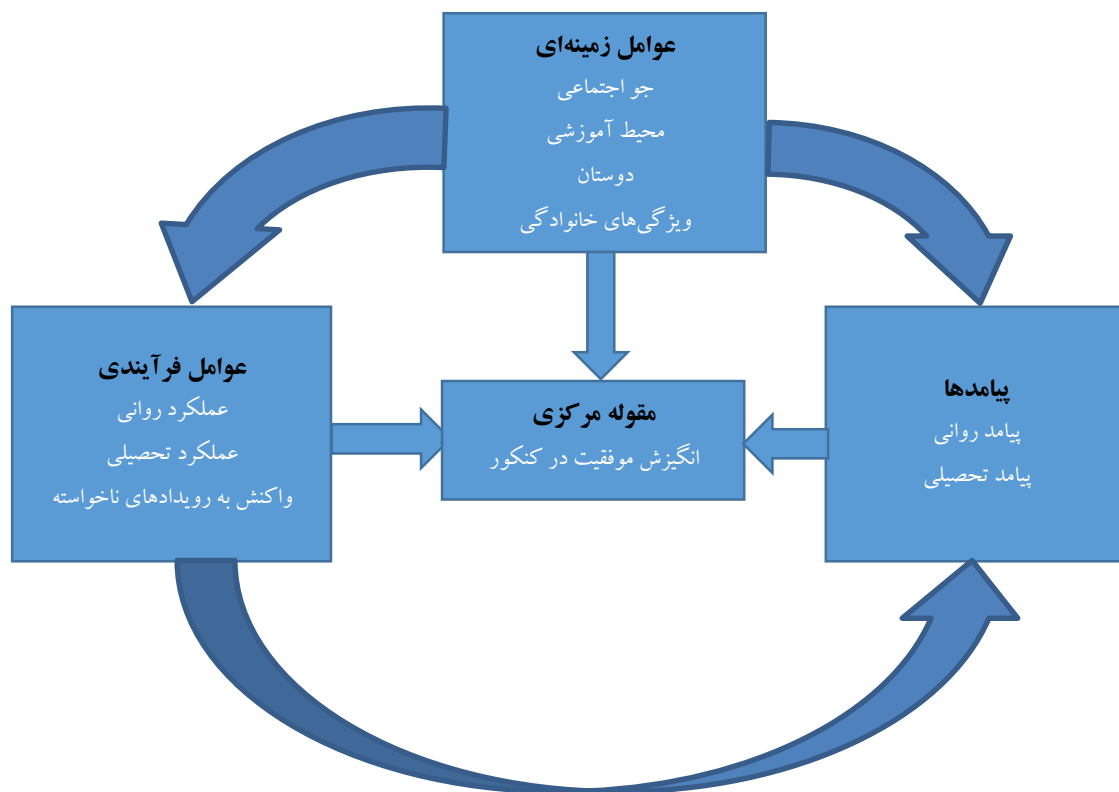 عوامل زمینه‌ای
جو اجتماعی
محیط آموزشی
دوستان
ویژگی‌های خانوادگی
پیامدها
پیامد روانی
پیامد تحصیلی
مقوله مرکزی
انگیزش موفقیت در کنکور
عوامل فرآیندی
عملکرد روانی
عملکرد تحصیلی
واکنش به رویدادهای ناخواسته